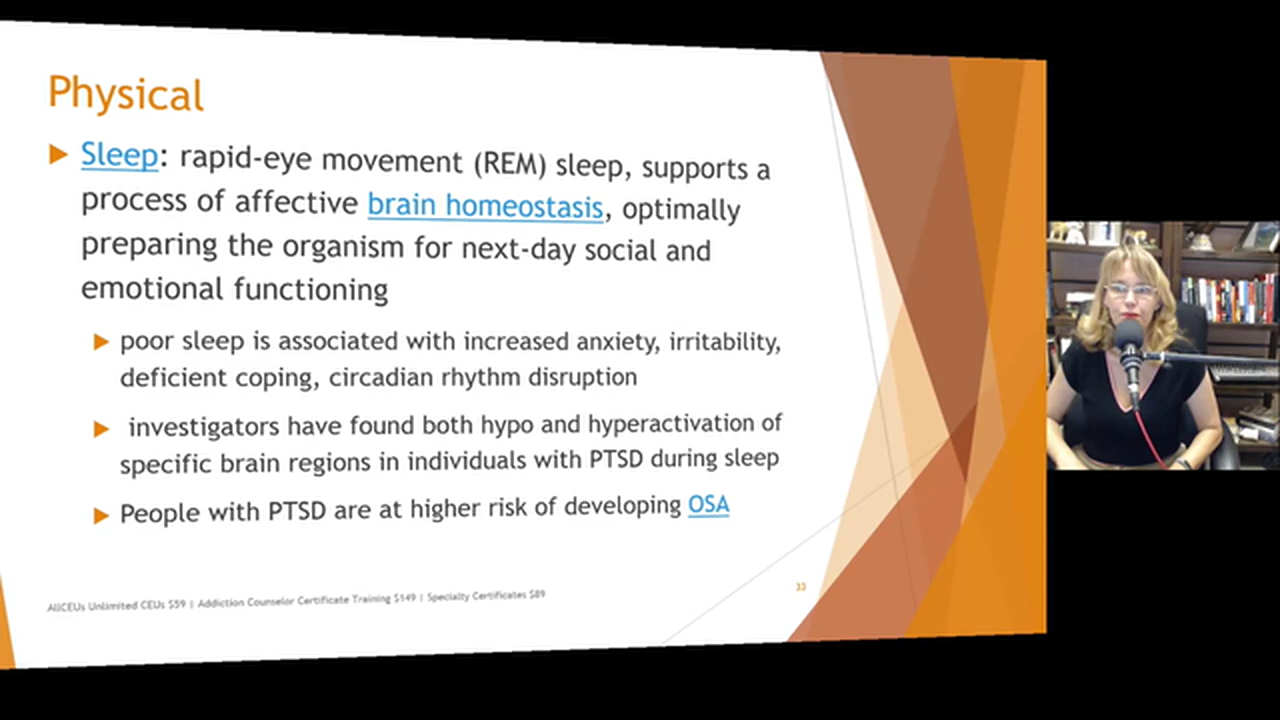 Physical
Sleep: rapid-eye movement (REM) sleep, supports a
process of affective brain homeostasis, optimally
preparing the organism for next-day social and
emotional functioning
poor sleep is associated with increased anxiety, irritability,
deficient coping, circadian rhythm disruption
investigators have found both hypo and hyperactivation of
specific brain regions in individuals with PTSD during sleep
People with PTSD are at higher risk of developing OSA
AllCEUs Unlimited CEUs $59 | Addiction Counselor Certificate Training $149 | Specialty Certificates $89
33